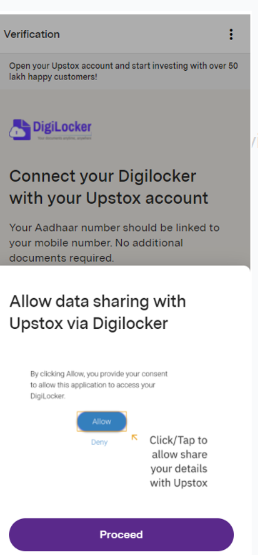 Verification
Open your Upstox account and start investing with over 50
lakh happy customers!
DigiLocker
Connect your Digilocker
with your Upstox account
Your Aadhaar number should be linked to
your mobile number. No additional
documents required.
Allow data sharing with
Upstox via Digilocker
By clicking Allow, you provide your consent
to allow this application to access your
DigiLocker.
Allow
Deny
Click/Tap to
allow share
your details
with Upstox
Proceed